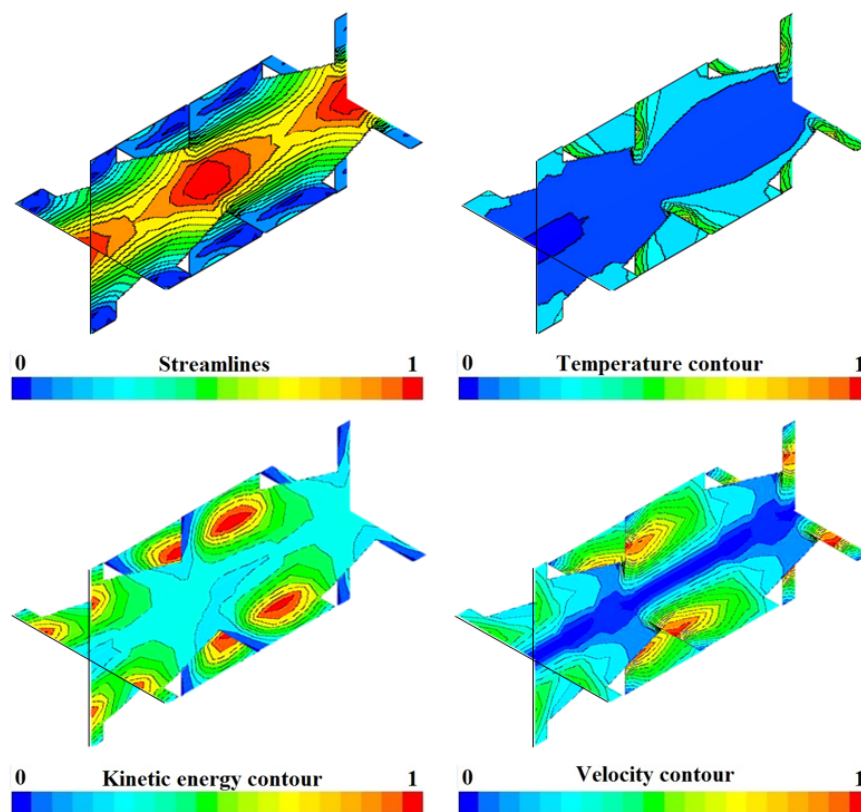 0 Streamlines 1
0 Temperature contour 1
0 Kinetic energy contour 1
0 Velocity contour 1